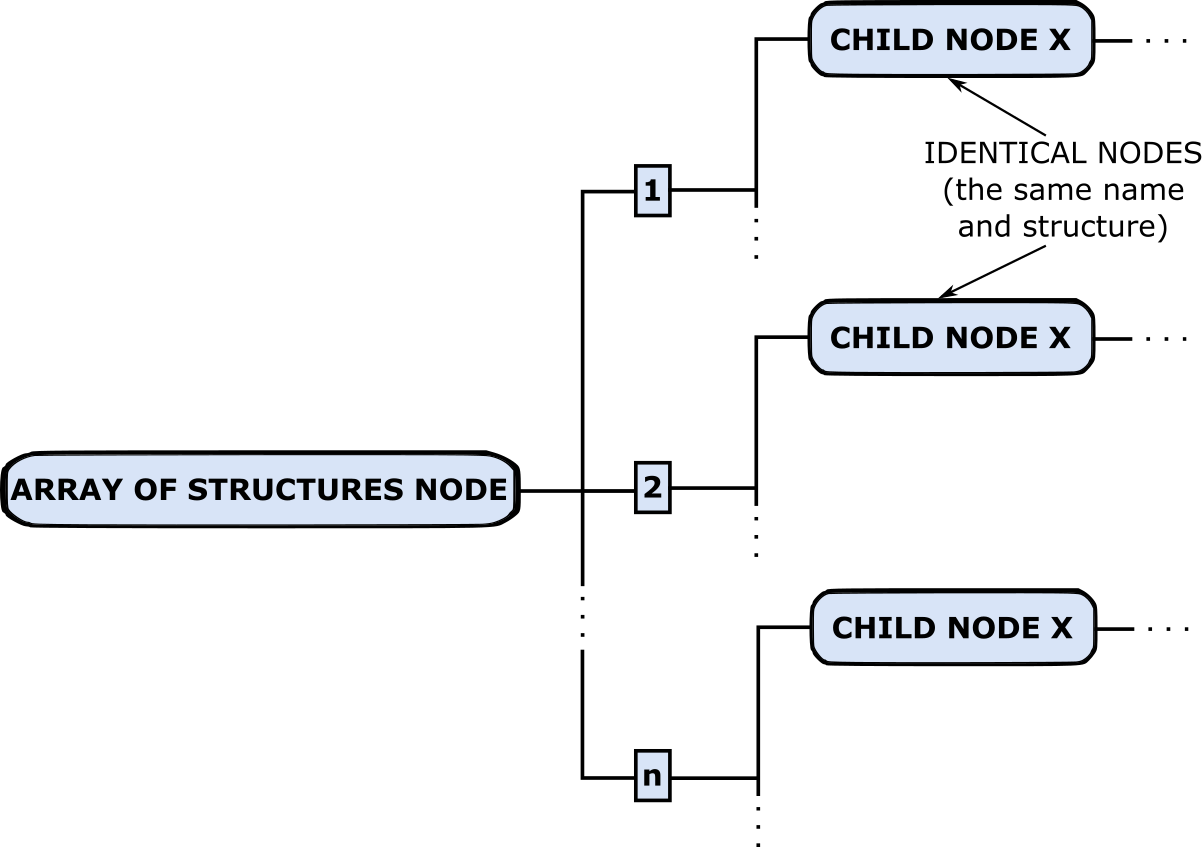 CHILD NODE X
IDENTICAL NODES
(the same name
and structure)
1
CHILD NODE X
2
ARRAY OF STRUCTURES NODE
CHILD NODE X
n